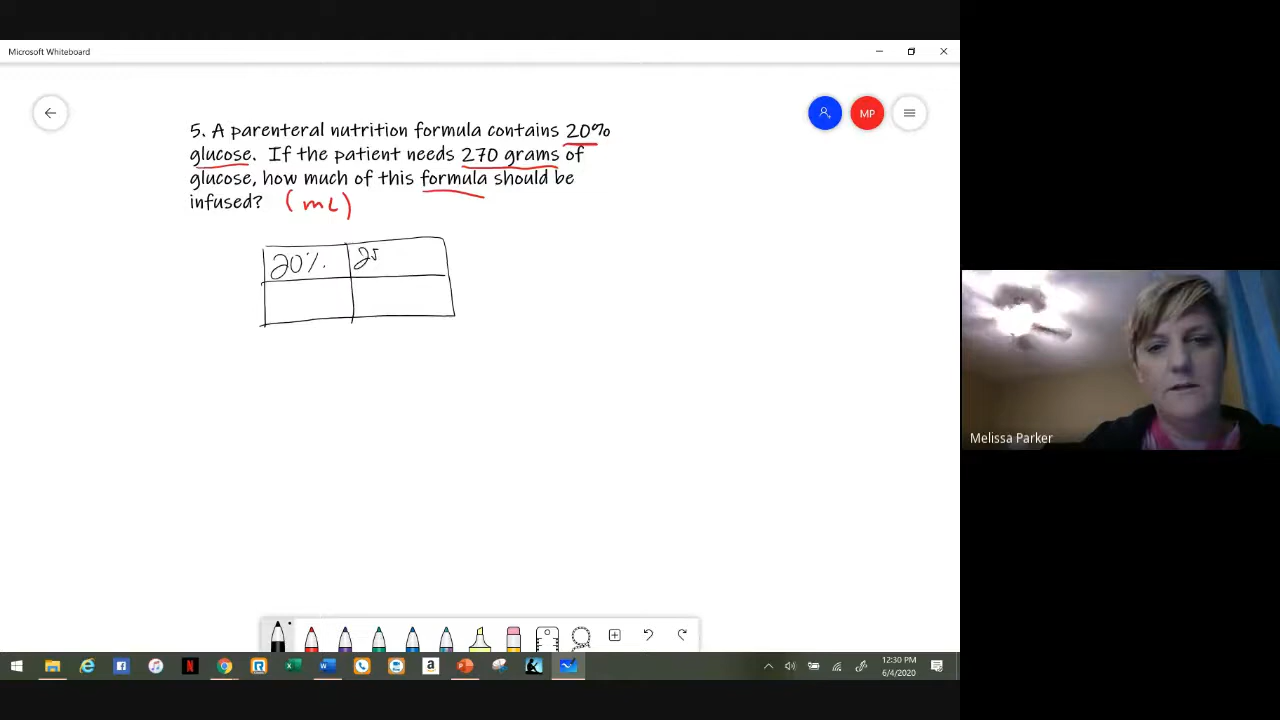 Microsoft Whiteboard
MP
5. A parenteral nutrition formula contains 20%
glucose. If the patient needs 270 grams of
glucose, how much of this formula should be
infused? (mL)
20%
Melissa Parker
12:30 PM
6/4/2020